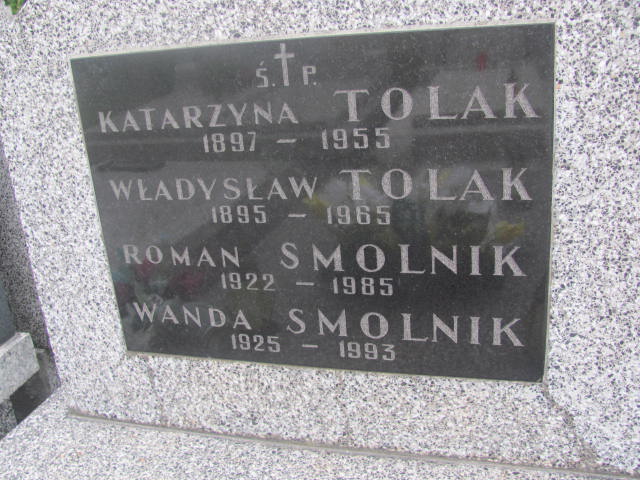 Ś. P.
KATARZYNA TOLAK
1897 - 1955
WŁADYSŁAW TOLAK
1895 - 1965
ROMAN SMOLNIK
1922 - 1985
WANDA SMOLNIK
1925 - 1993